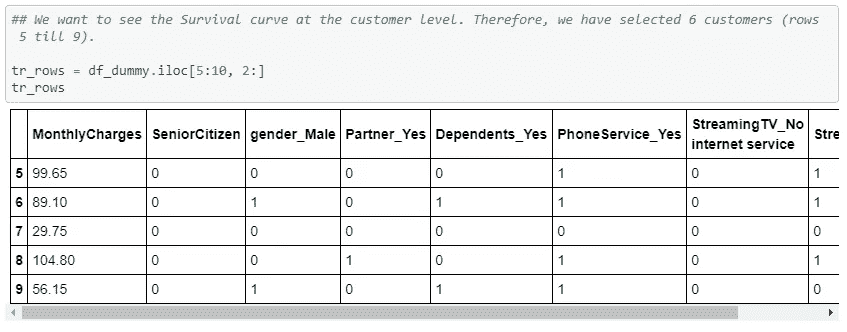 ## We want to see the Survival curve at the customer level. Therefore, we have selected 6 customers (rows
5 till 9).
tr_rows = df_dummy.iloc[5:10, 2:]
tr_rows
MonthlyCharges SeniorCitizen gender_Male Partner_Yes Dependents_Yes PhoneService_Yes StreamingTV_No Stre
internet service
5 99.65 0 0 0 0 1 0 1
6 89.10 0 1 0 1 1 0 1
7 29.75 0 0 0 0 0 0 0
8 104.80 0 0 1 0 1 0 1
9 56.15 0 1 0 1 1 0 0